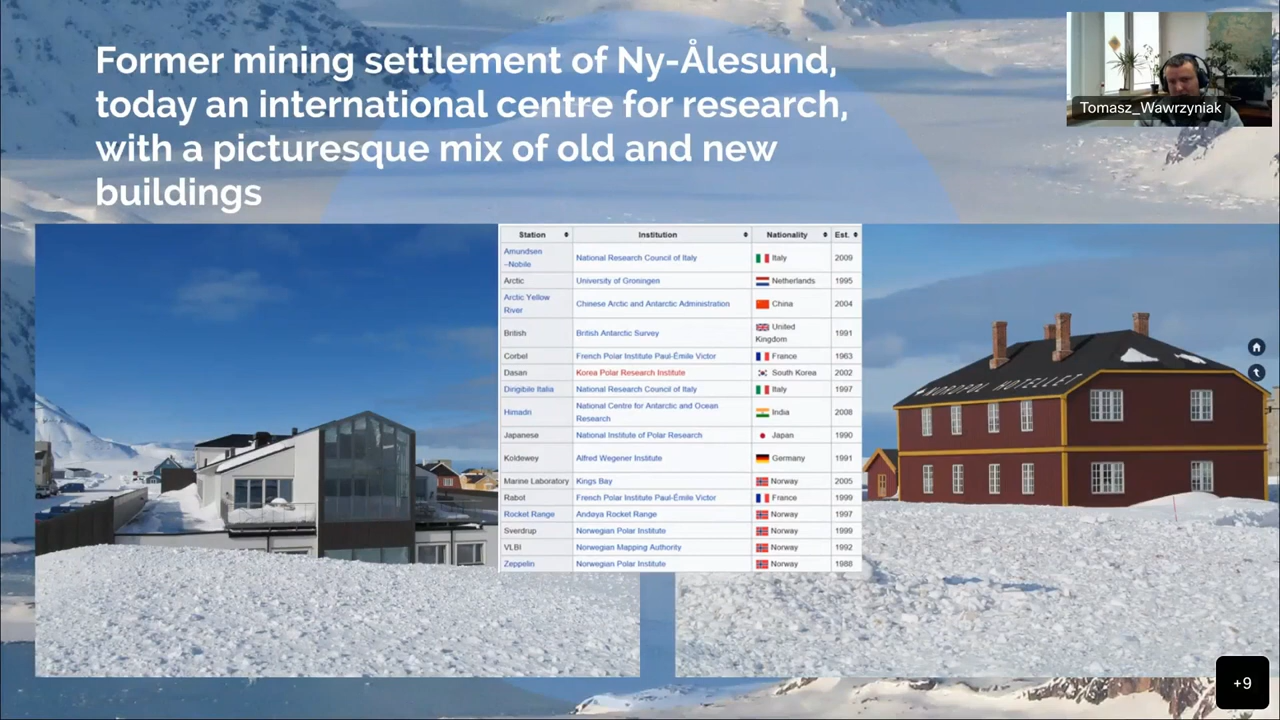 Former mining settlement of Ny-Ålesund,
today an international centre for research,
with a picturesque mix of old and new
buildings
Tomasz_Wawrzyniak
Station Institution Nationality Est.
Amundsen
–Nobile National Research Council of Italy Italy 2009
Arctic University of Groningen Netherlands 1995
Arctic Yellow
River Chinese Arctic and Antarctic Administration China 2004
British British Antarctic Survey United
Kingdom 1991
Corbel French Polar Institute Paul-Émile Victor France 1963
Dasan Korea Polar Research Institute South Korea 2002
Dirigibile Italia National Research Council of Italy Italy 1997
Himadri National Centre for Antarctic and Ocean
Research India 2008
Japanese National Institute of Polar Research Japan 1990
Koldewey Alfred Wegener Institute Germany 1991
Marine Laboratory Kings Bay Norway 2005
Rabot French Polar Institute Paul-Émile Victor France 1999
Rocket Range Andøya Rocket Range Norway 1997
Sverdrup Norwegian Polar Institute Norway 1999
VLBI Norwegian Mapping Authority Norway 1992
Zeppelin Norwegian Polar Institute Norway 1988
HOTELLET
+9